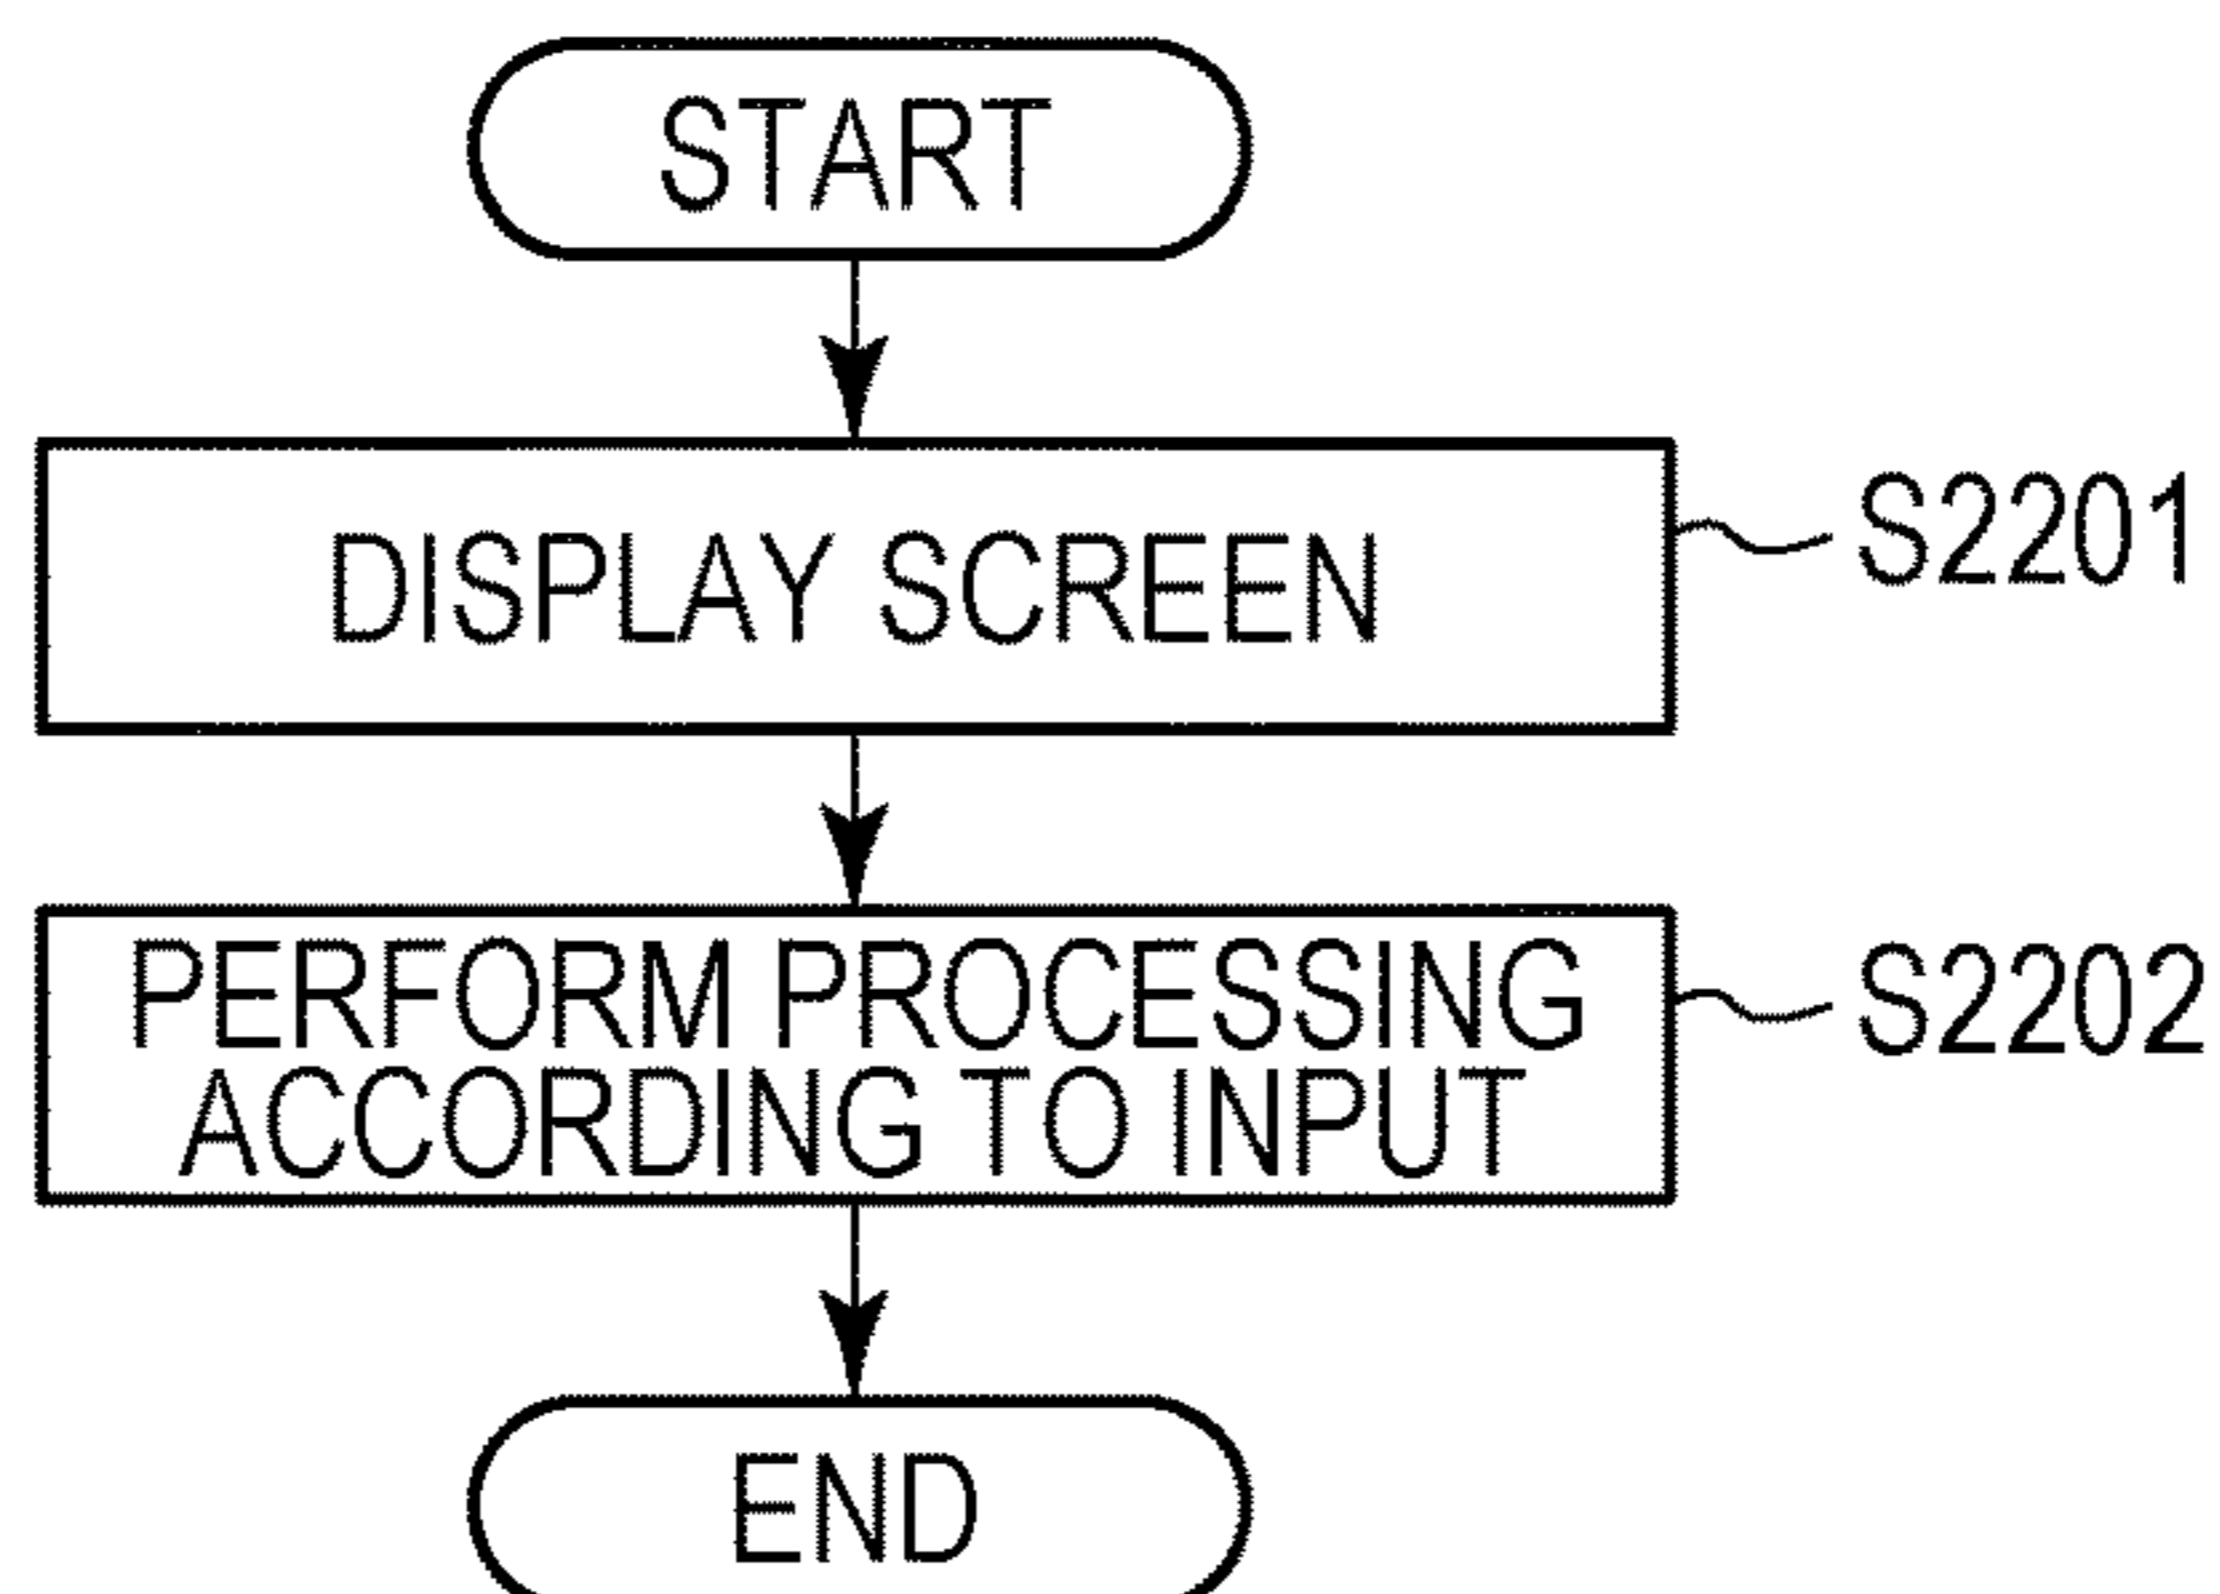 START
DISPLAY SCREEN
S2201
PERFORM PROCESSING
ACCORDING TO INPUT
S2202
END